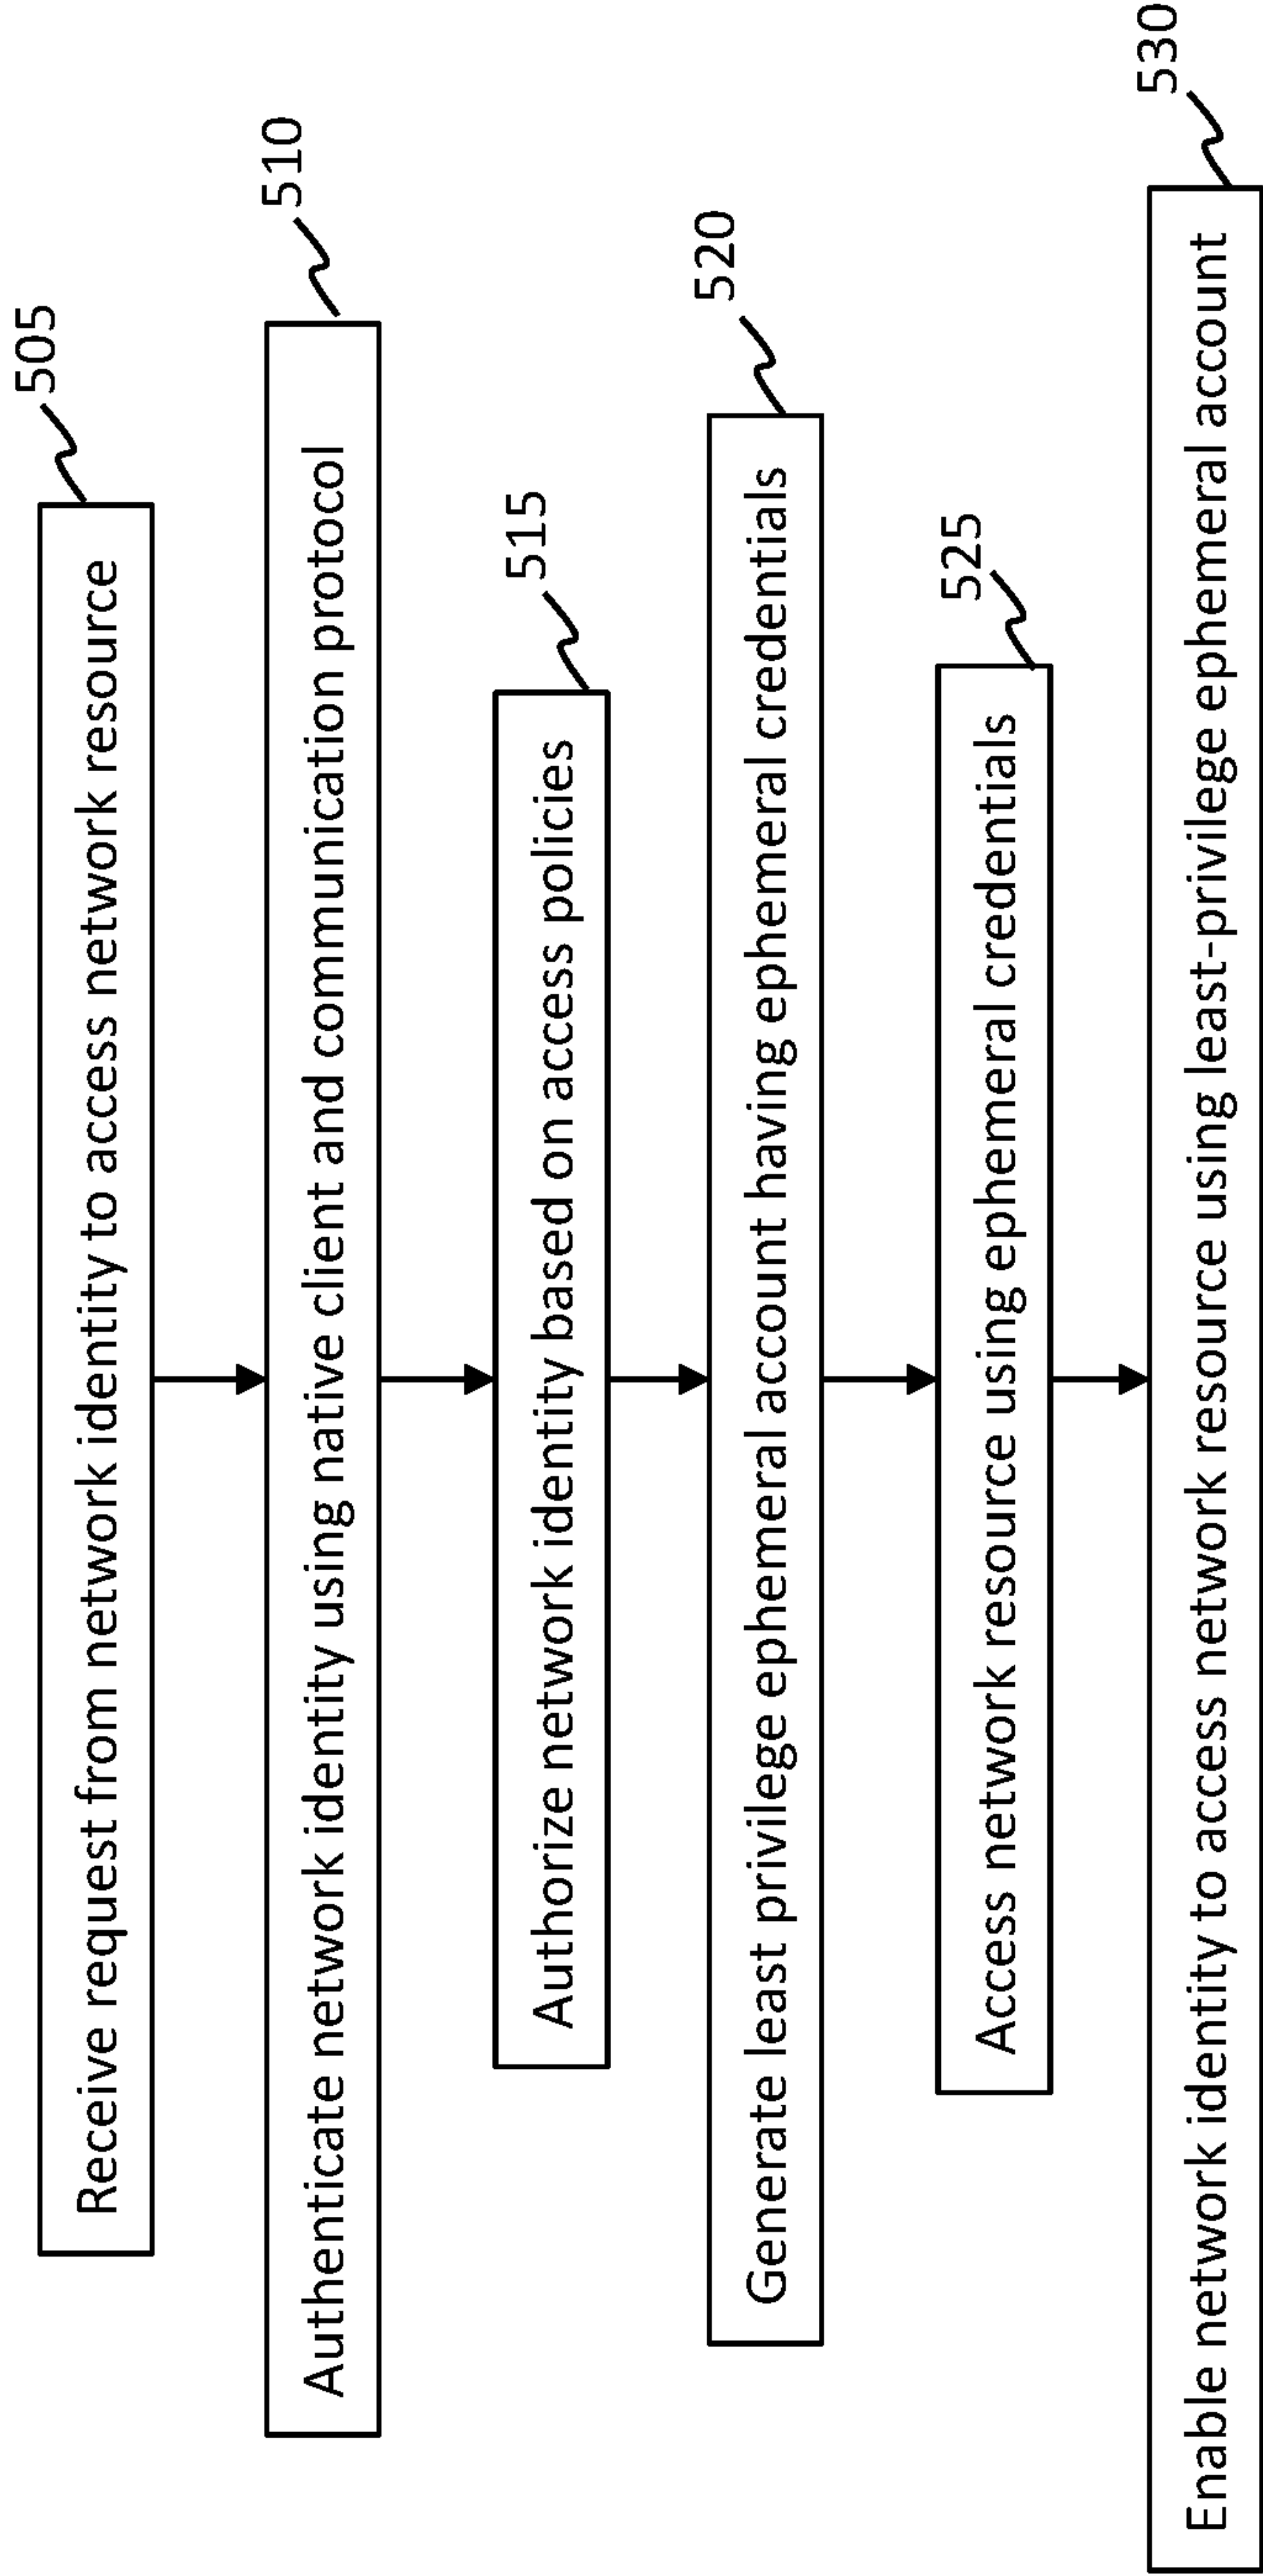 505
Receive request from network identity to access network resource
510
Authenticate network identity using native client and communication protocol
515
Authorize network identity based on access policies
520
Generate least privilege ephemeral account having ephemeral credentials
525
Access network resource using ephemeral credentials
530
Enable network identity to access network resource using least-privilege ephemeral account